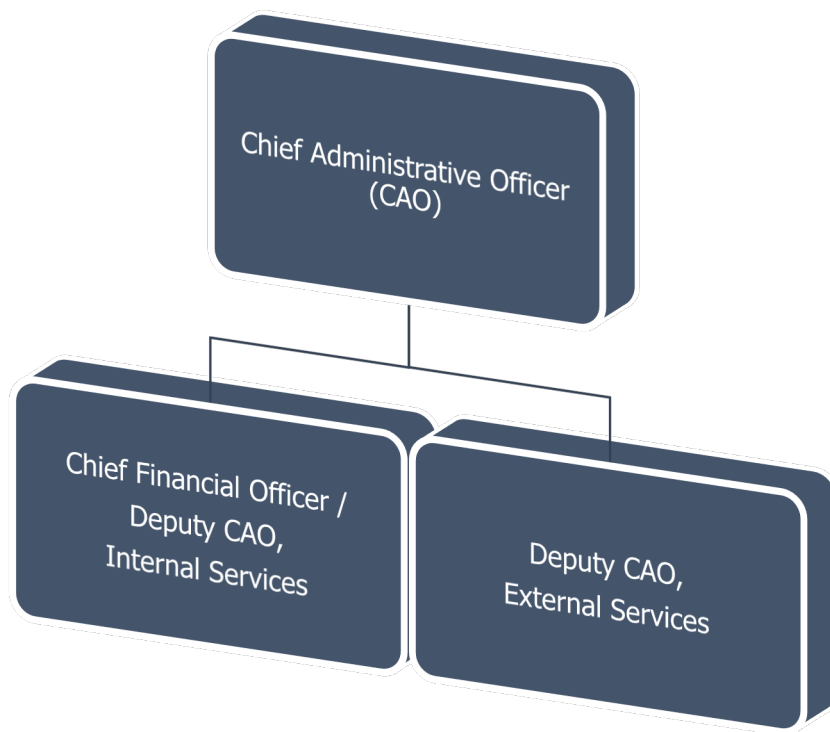 Chief Administrative Officer
(CAO)
Chief Financial Officer /
Deputy CAO,
Internal Services
Deputy CAO,
External Services